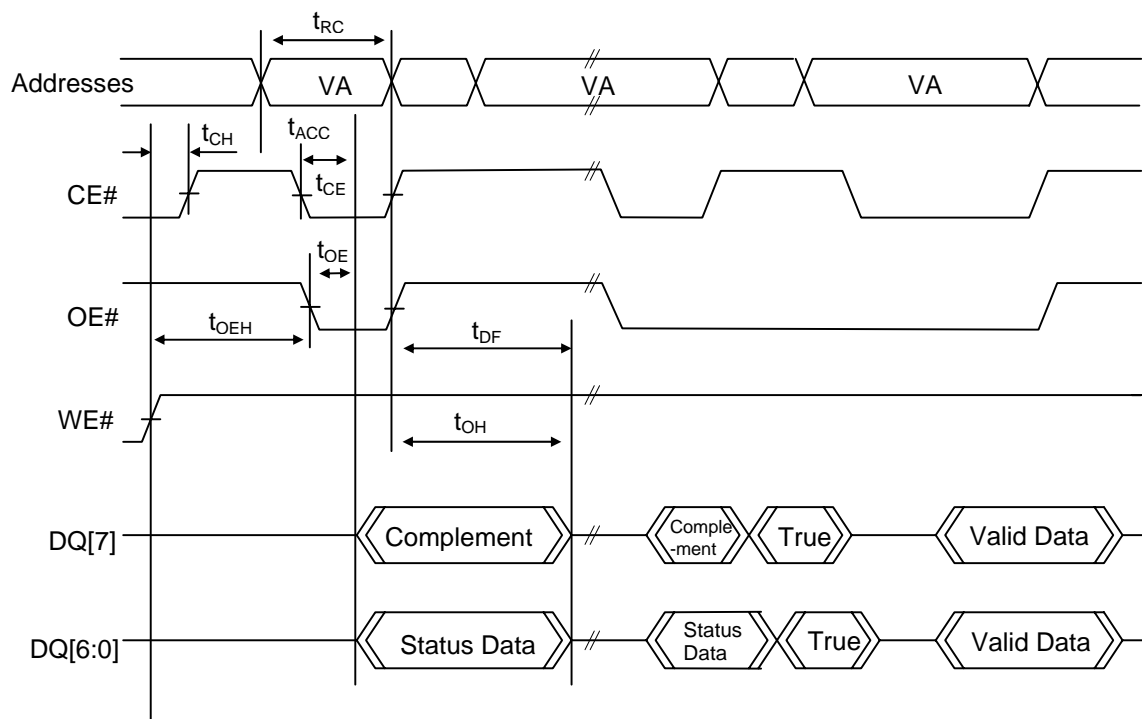 tRC
Addresses VA VA VA
tCH tACC
CE# tCE
tOE
OE#
tOEH tDF
WE#
tOH
DQ[7] Complement Comple
-ment True Valid Data
DQ[6:0] Status Data Status
Data True Valid Data